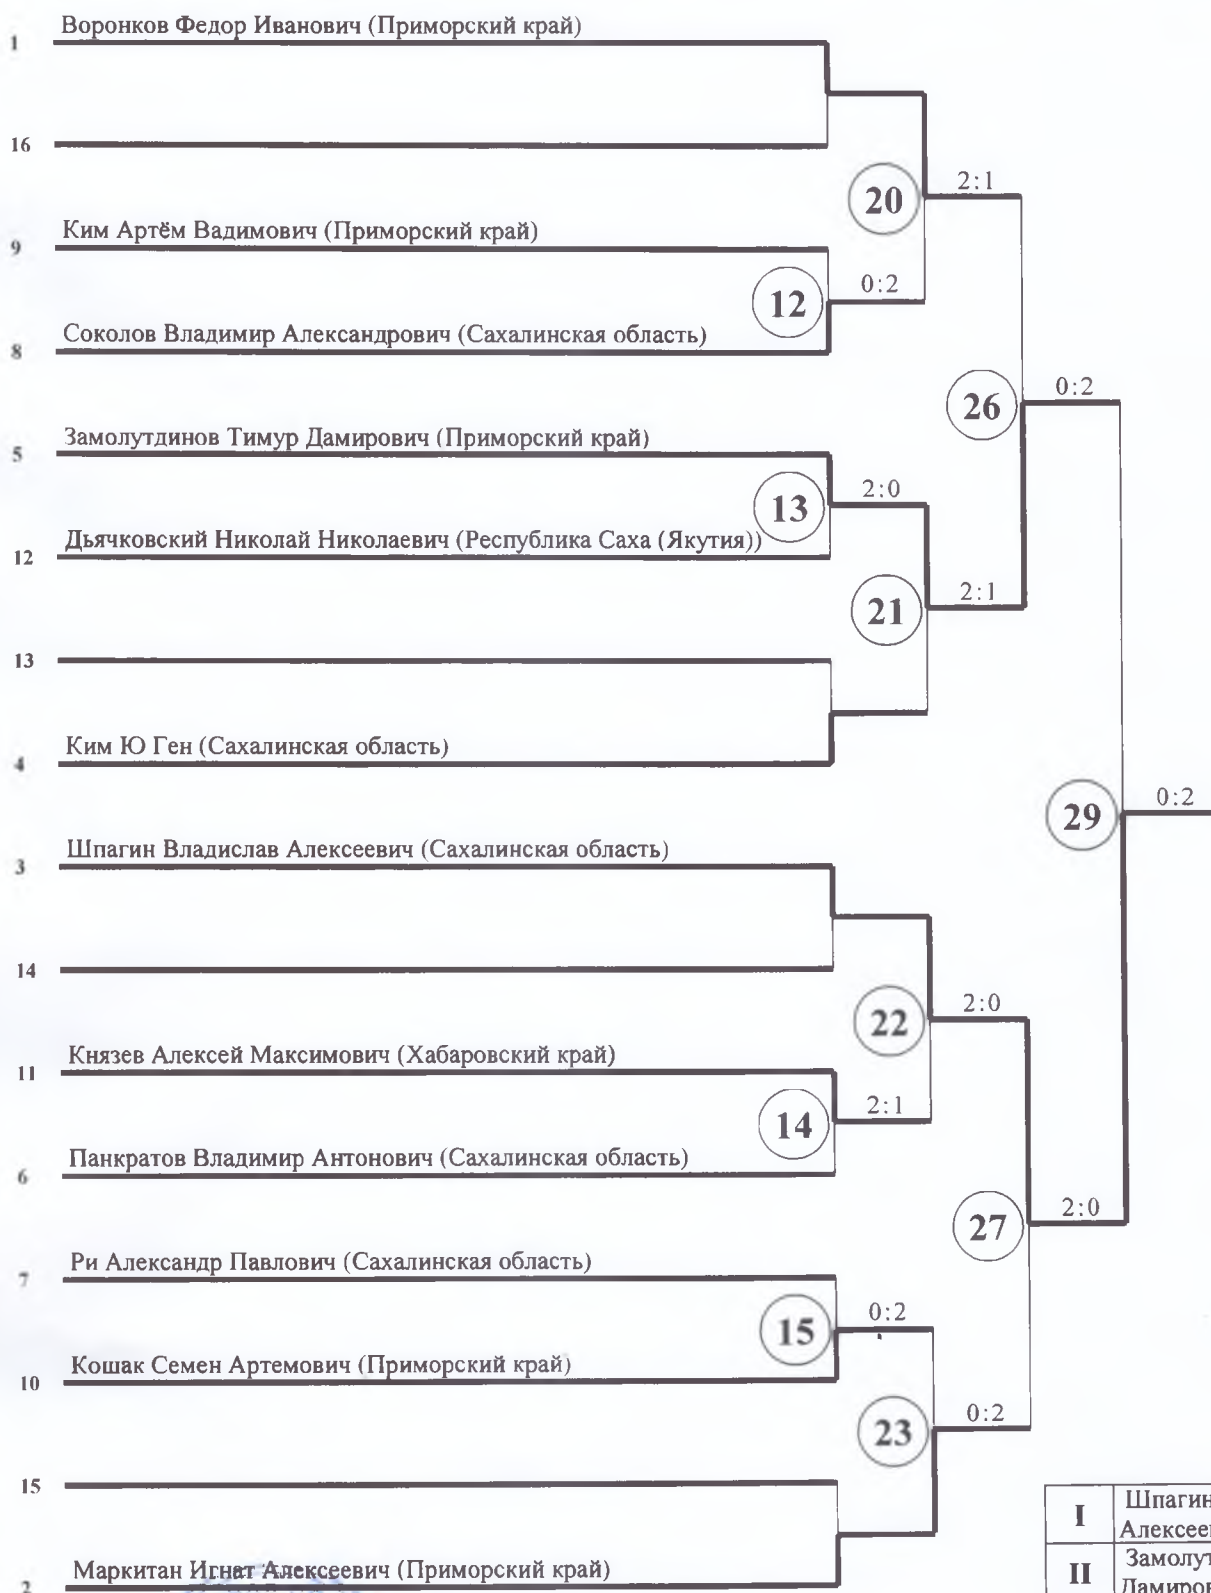 Воронков Федор Иванович (Приморский край)
1
16
20
2:1
Ким Артём Вадимович (Приморский край)
9
12
0:2
Соколов Владимир Александрович (Сахалинская область)
8
26
0:2
Замолутдинов Тимур Дамирович (Приморский край)
5
13
2:0
Дьячковский Николай Николаевич (Республика Саха (Якутия))
12
21
2:1
13
Ким Ю Ген (Сахалинская область)
4
29
0:2
Шпагин Владислав Алексеевич (Сахалинская область)
3
14
22
2:0
Князев Алексей Максимович (Хабаровский край)
11
14
2:1
Панкратов Владимир Антонович (Сахалинская область)
6
27
2:0
Ри Александр Павлович (Сахалинская область)
7
15
0:2
Кошак Семен Артемович (Приморский край)
10
23
0:2
15
I
Шпагин
Алексее
Маркитан Игнат Алексеевич (Приморский край)
2
II
Замолут
Дамиров